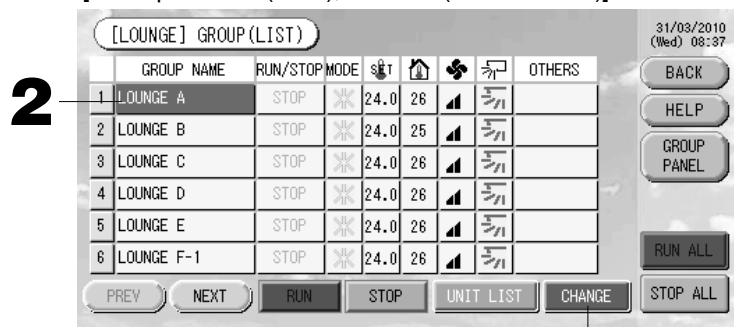 [LOUNGE] GROUP(LIST)
31/03/2010
(Wed) 08:37
GROUP NAME RUN/STOP MODE SET OTHERS
BACK
2
1 LOUNGE A STOP 24.0 26
HELP
2 LOUNGE B STOP 24.0 25
GROUP
PANEL
3 LOUNGE C STOP 24.0 26
4 LOUNGE D STOP 24.0 26
5 LOUNGE E STOP 24.0 26
6 LOUNGE F-1 STOP 24.0 26
RUN ALL
PREV NEXT RUN STOP UNIT LIST CHANGE STOP ALL